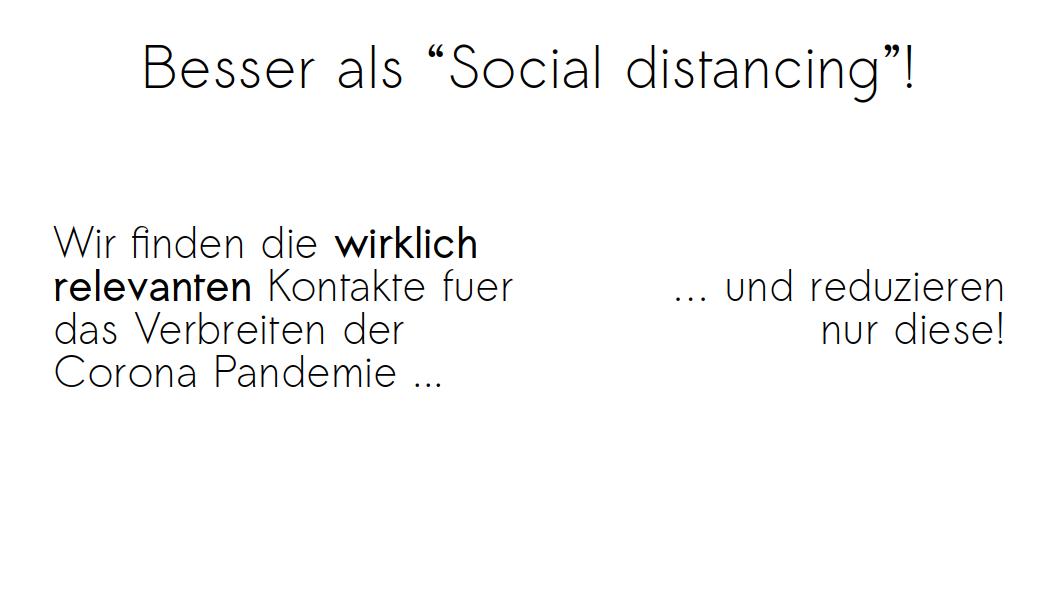 Besser als “Social distancing”!
Wir finden die wirklich
relevanten Kontakte fuer
das Verbreiten der
Corona Pandemie ...
... und reduzieren
nur diese!